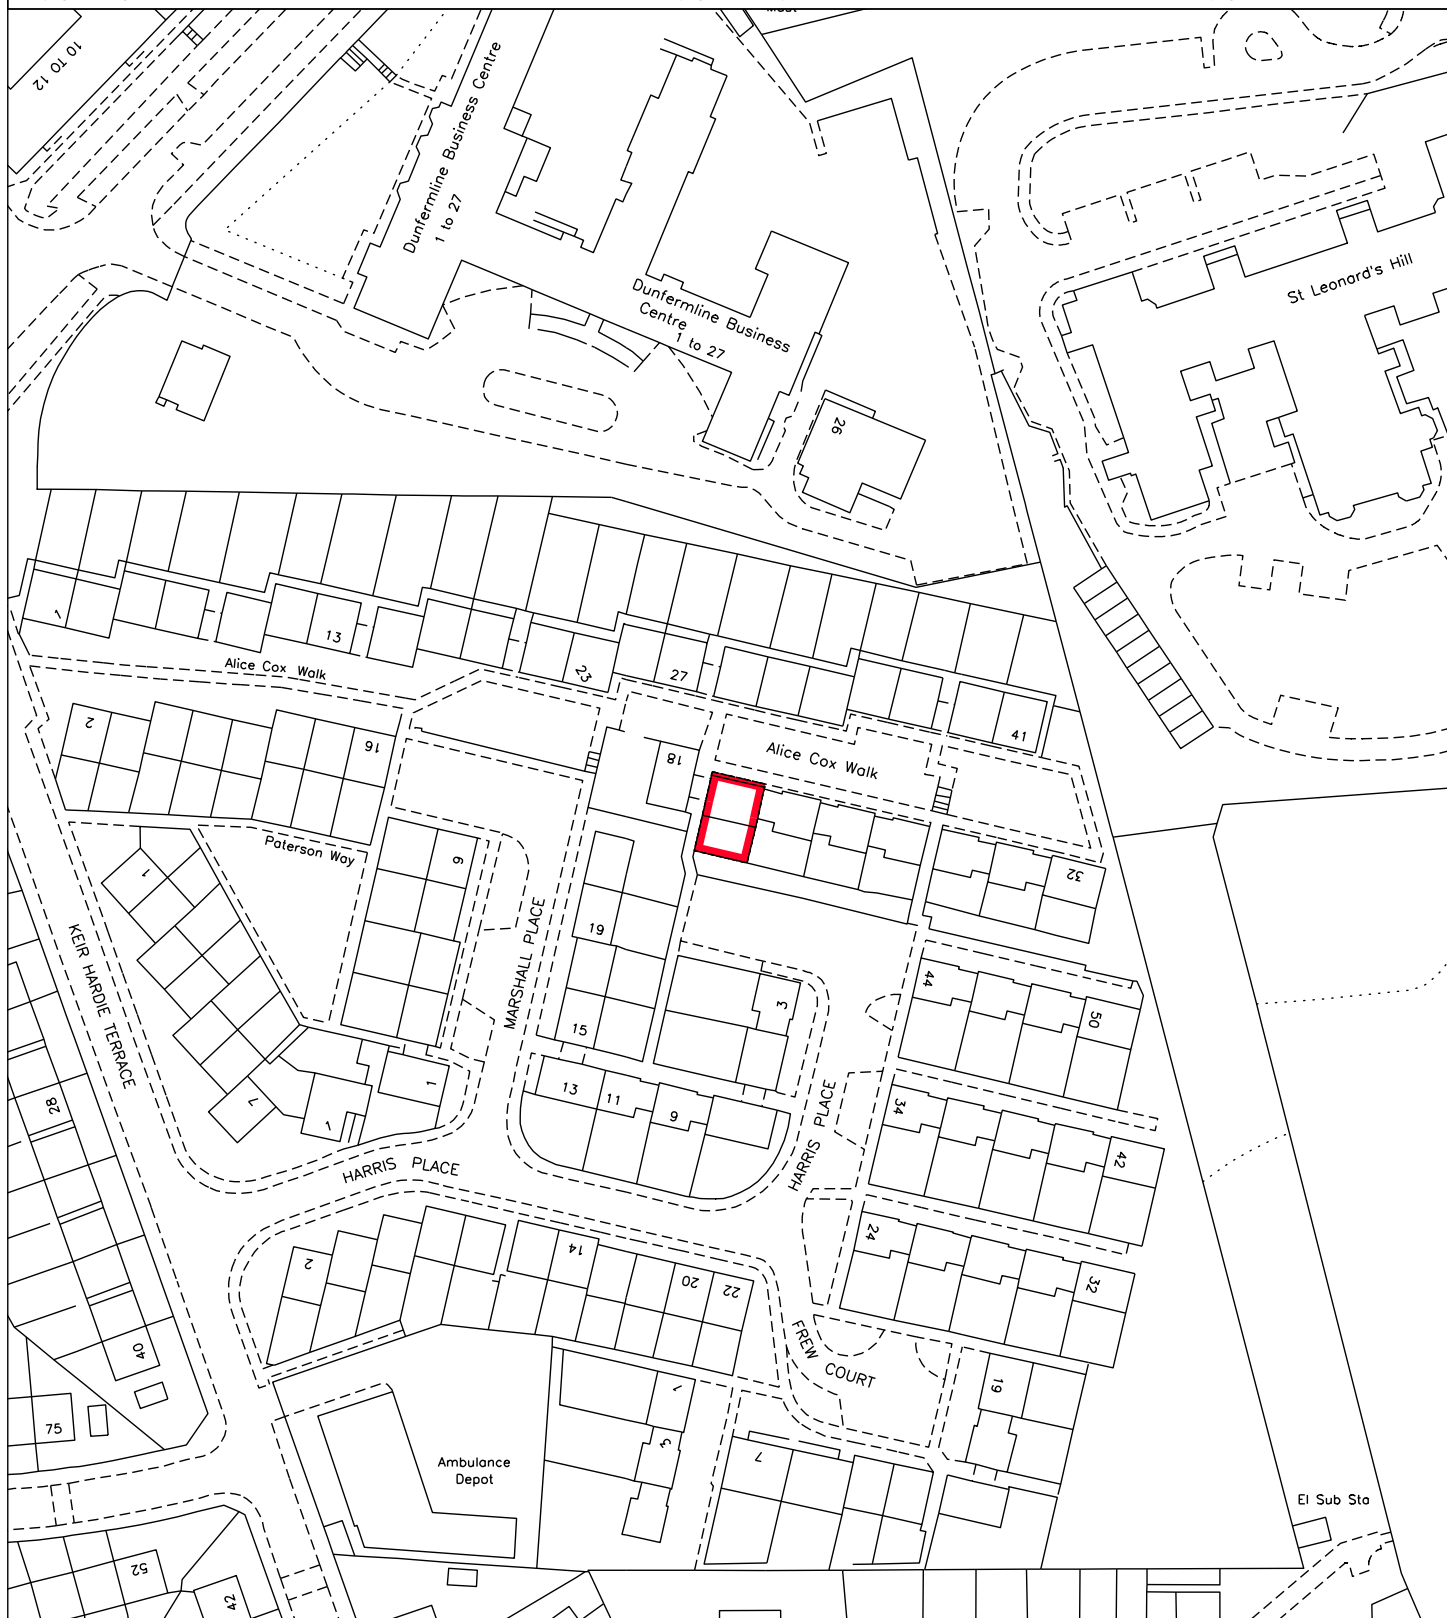 10 TO 12
Dunfermline Business Centre
1 to 27
Dunfermline Business
Centre
1 to 27
St Leonard's Hill
26
1
13
23
27
41
Alice Cox Walk
2
16
18
Alice Cox Walk
Paterson Way
1
9
32
KEIR HARDIE TERRACE
MARSHALL PLACE
19
15
3
44
50
28
7
1
1
13
11
9
HARRIS PLACE
34
42
HARRIS PLACE
24
32
2
14
20
22
40
FREW COURT
19
75
1
3
7
Ambulance
Depot
El Sub Sta
52
42